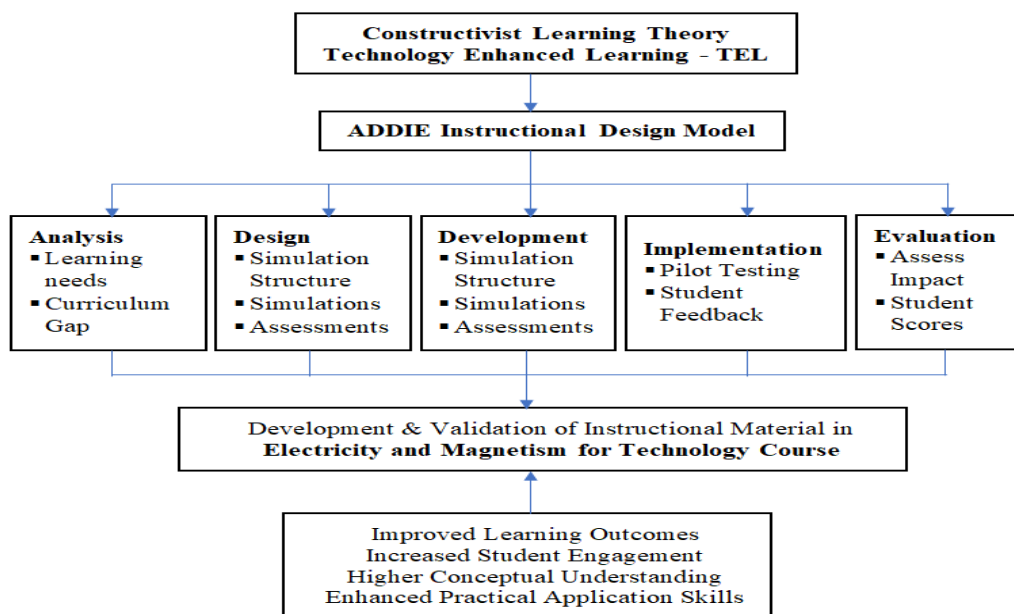 Constructivist Learning Theory
Technology Enhanced Learning - TEL
ADDIE Instructional Design Model
Analysis
▪ Learning
needs
▪ Curriculum
Gap
Design
▪ Simulation
Structure
▪ Simulations
▪ Assessments
Development
▪ Simulation
Structure
▪ Simulations
▪ Assessments
Implementation
▪ Pilot Testing
▪ Student
Feedback
Evaluation
▪ Assess
Impact
▪ Student
Scores
Development & Validation of Instructional Material in
Electricity and Magnetism for Technology Course
Improved Learning Outcomes
Increased Student Engagement
Higher Conceptual Understanding
Enhanced Practical Application Skills